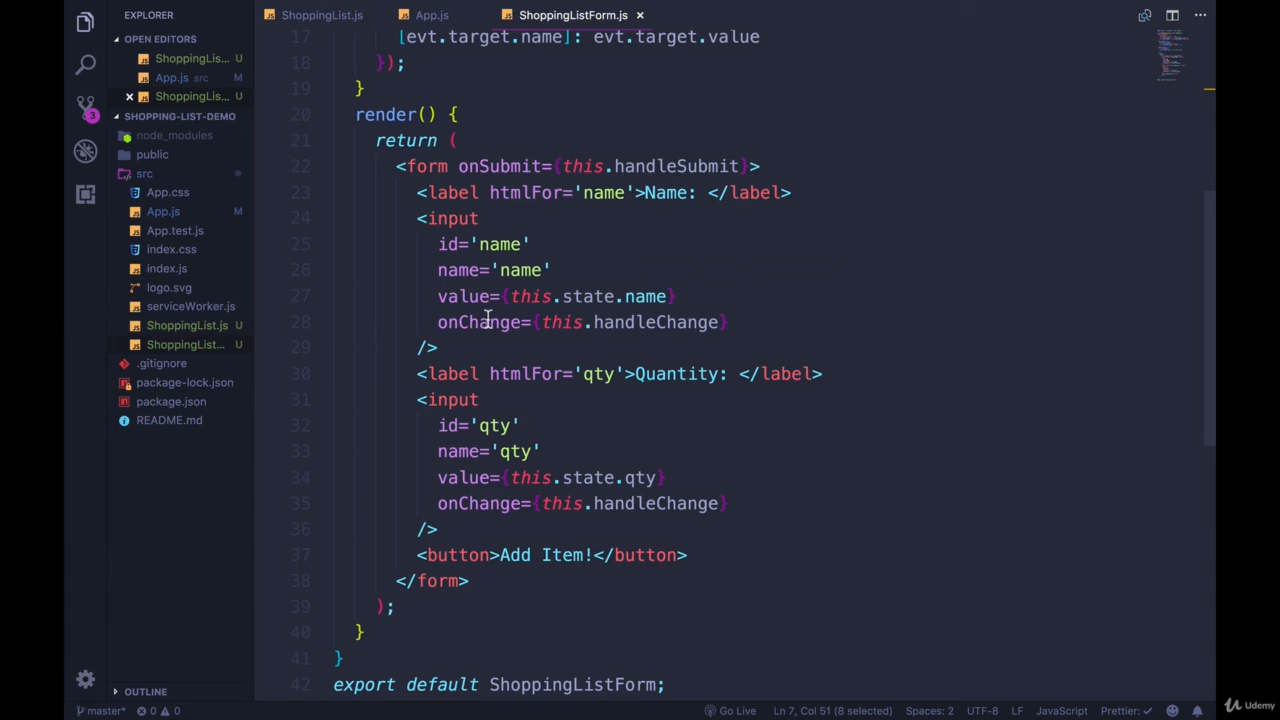 EXPLORER
ShoppingList.js
App.js
ShoppingListForm.js ×
OPEN EDITORS
ShoppingLis... U
App.js src M
× ShoppingLis... U
SHOPPING-LIST-DEMO
node_modules
public
src
App.css
App.js M
App.test.js
index.css
index.js
logo.svg
serviceWorker.js
ShoppingList.js U
ShoppingList... U
.gitignore
package-lock.json
package.json
README.md
OUTLINE
3
17 [evt.target.name]: evt.target.value
18 });
19 }
20 render() {
21 return (
22 <form onSubmit={this.handleSubmit}>
23 <label htmlFor='name'>Name: </label>
24 <input
25 id='name'
26 name='name'
27 value={this.state.name}
28 onChange={this.handleChange}
29 />
30 <label htmlFor='qty'>Quantity: </label>
31 <input
32 id='qty'
33 name='qty'
34 value={this.state.qty}
35 onChange={this.handleChange}
36 />
37 <button>Add Item!</button>
38 </form>
39 );
40 }
41 }
42 export default ShoppingListForm;
master* 0 0 Go Live Ln 7, Col 51 (8 selected) Spaces: 2 UTF-8 LF JavaScript Prettier: ✓
Udemy